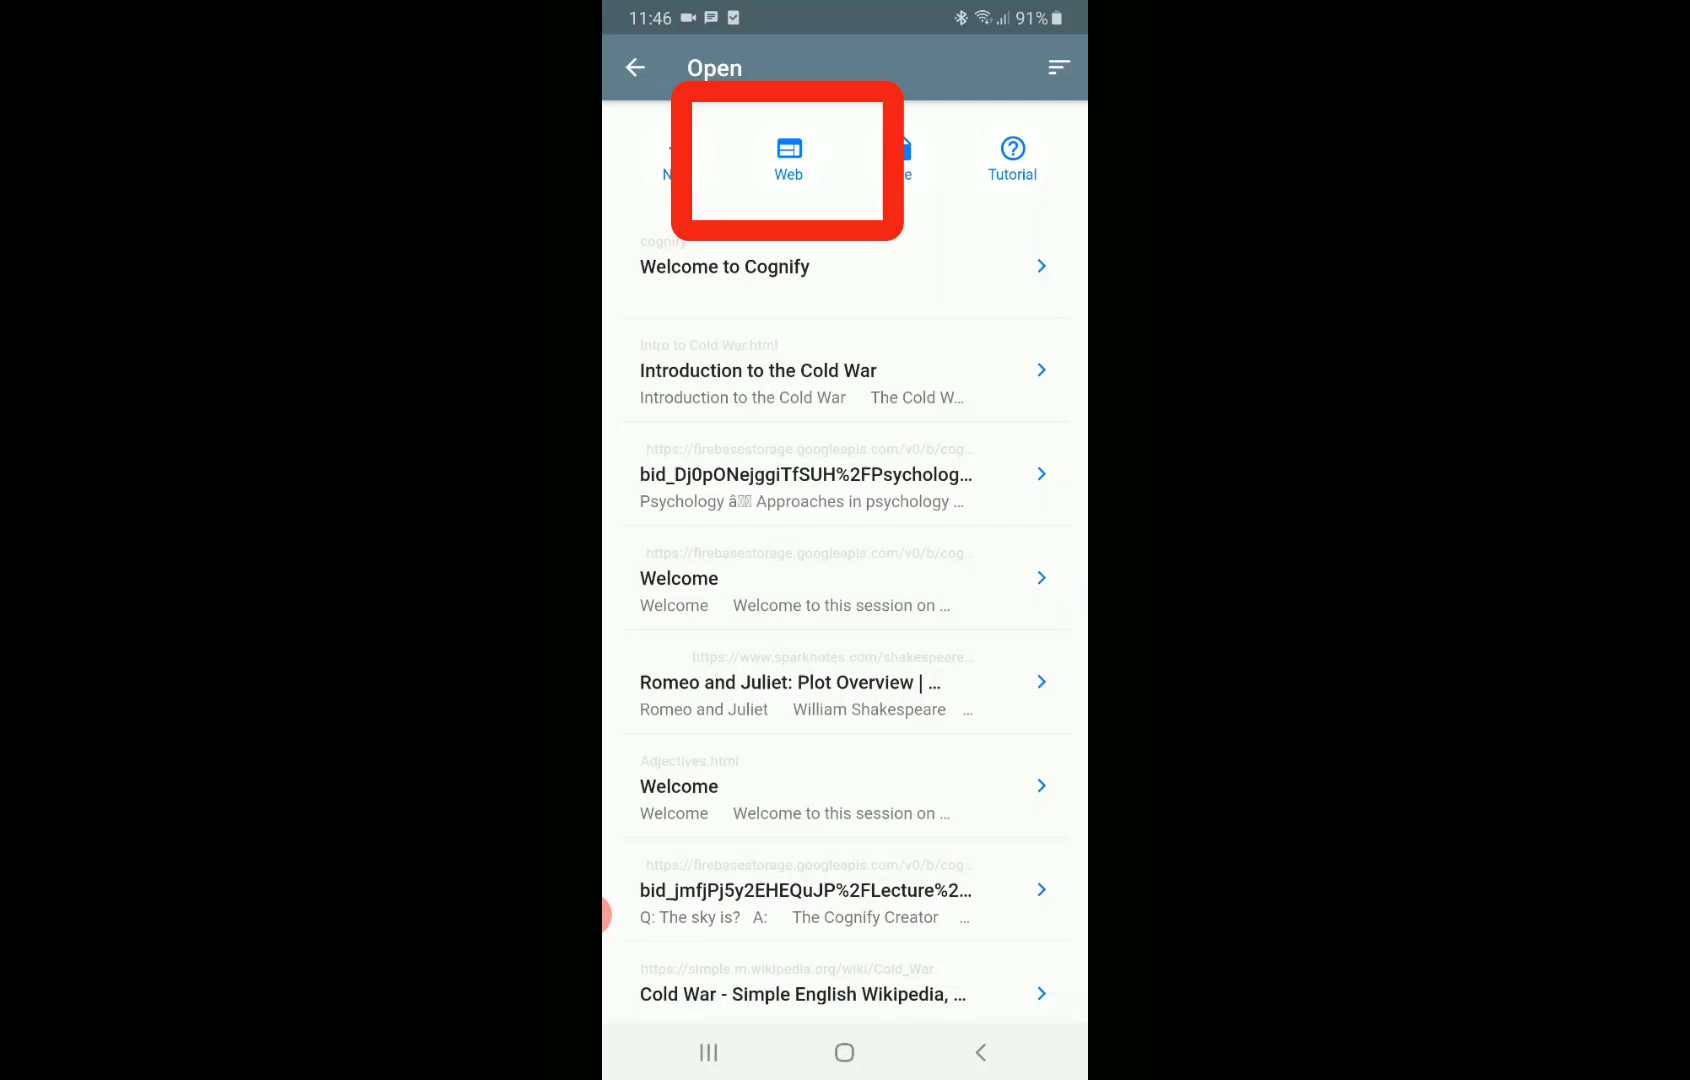 11:46 91%
Open
Web
Tutorial
cognify
Welcome to Cognify
Intro to Cold War.html
Introduction to the Cold War
Introduction to the Cold War The Cold W...
https://firebasestorage.googleapis.com/v0/b/cog...
bid_Dj0pONejggiTfSUH%2FPsycholog...
Psychology â Approaches in psychology ...
https://firebasestorage.googleapis.com/v0/b/cog...
Welcome
Welcome Welcome to this session on ...
https://www.sparknotes.com/shakespeare...
Romeo and Juliet: Plot Overview | ...
Romeo and Juliet William Shakespeare ...
Adjectives.html
Welcome
Welcome Welcome to this session on ...
https://firebasestorage.googleapis.com/v0/b/cog...
bid_jmfjPj5y2EHEQuJP%2FLecture%2...
Q: The sky is? A: The Cognify Creator ...
https://simple.m.wikipedia.org/wiki/Cold_War
Cold War - Simple English Wikipedia, ...